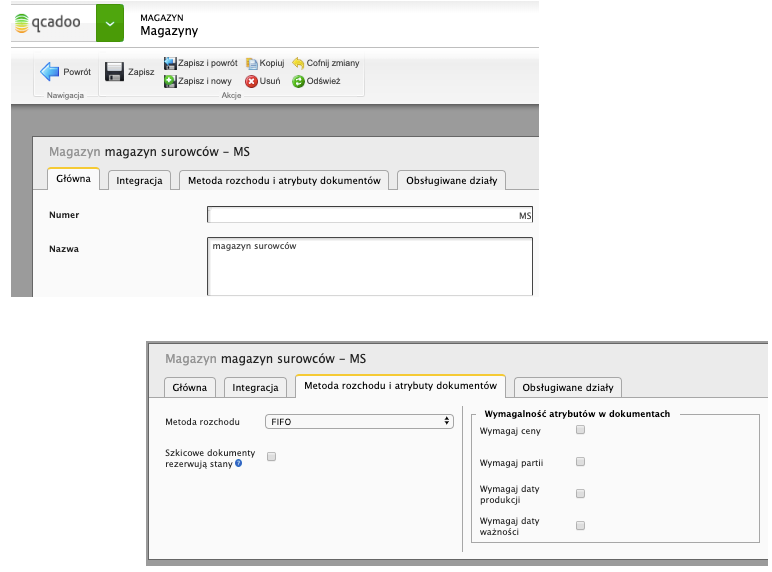 qcadoo
MAGAZYN
Magazyny
Powrót
Zapisz
Zapisz i powrót
Kopiuj
Cofnij zmiany
Zapisz i nowy
Usuń
Odśwież
Nawigacja
Akcje
Magazyn magazyn surowców - MS
Główna
Integracja
Metoda rozchodu i atrybuty dokumentów
Obsługiwane działy
Numer
MS
Nazwa
magazyn surowców
Magazyn magazyn surowców - MS
Główna
Integracja
Metoda rozchodu i atrybuty dokumentów
Obsługiwane działy
Metoda rozchodu
FIFO
Szkicowe dokumenty
rezerwują stany ?
Wymagalność atrybutów w dokumentach
Wymagaj ceny
Wymagaj partii
Wymagaj daty
produkcji
Wymagaj daty
ważności